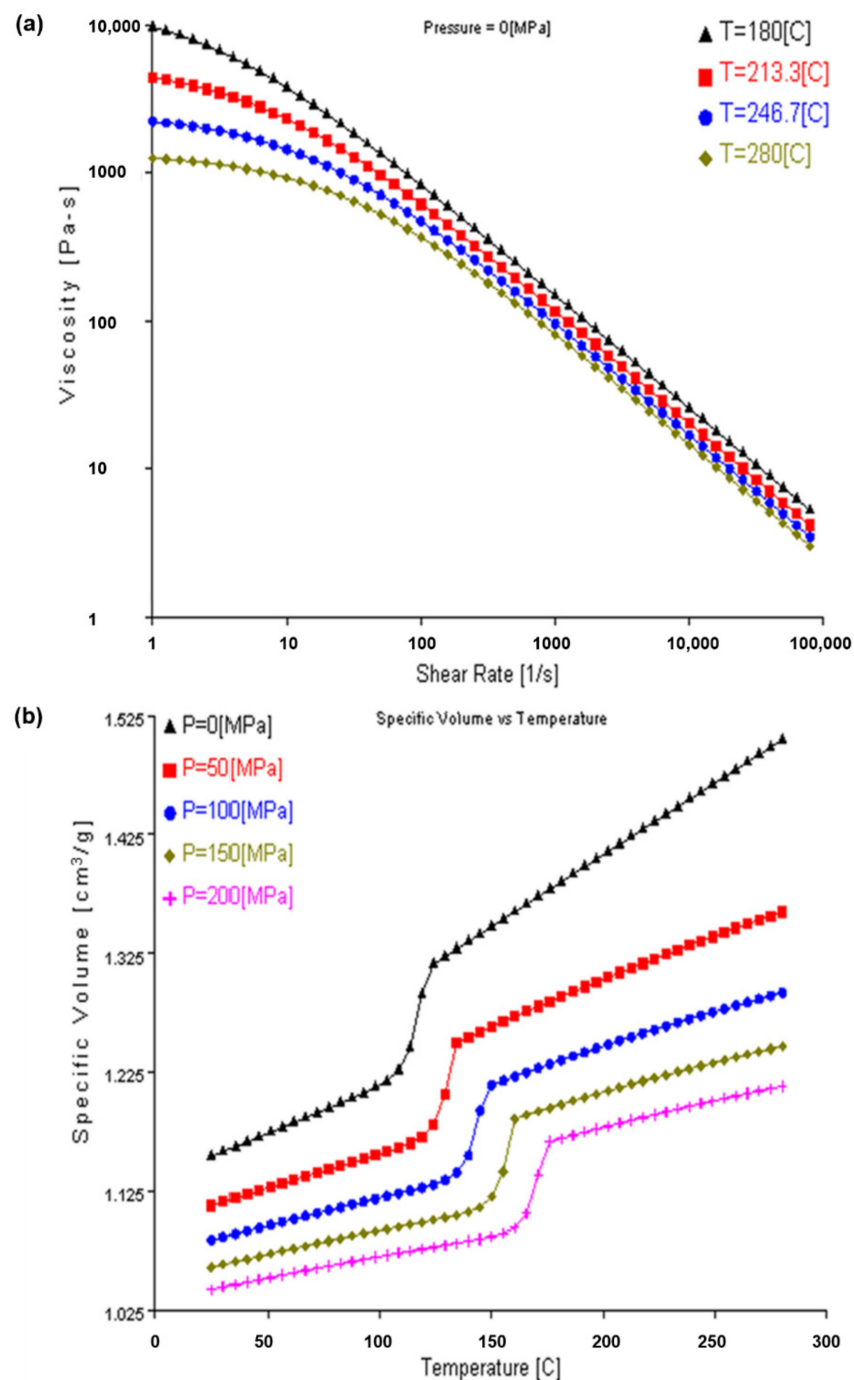 (a)
Pressure = 0[MPa]
T=180[C]
T=213.3[C]
T=246.7[C]
T=280[C]
Viscosity [Pa-s]
10,000
1000
100
10
1
1 10 100 1000 10,000 100,000
Shear Rate [1/s]
(b)
Specific Volume vs Temperature
P=0[MPa]
P=50[MPa]
P=100[MPa]
P=150[MPa]
P=200[MPa]
Specific Volume [cm³/g]
1.525
1.425
1.325
1.225
1.125
1.025
0 50 100 150 200 250 300
Temperature [C]